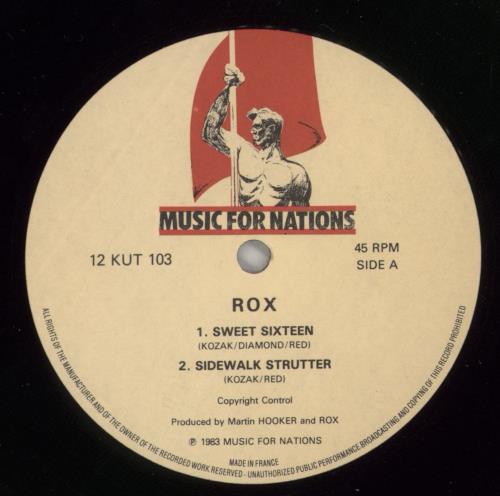 MUSIC FOR NATIONS
12 KUT 103
45 RPM
SIDE A
ROX
1. SWEET SIXTEEN
(KOZAK/DIAMOND/RED)
2. SIDEWALK STRUTTER
(KOZAK/RED)
Copyright Control
Produced by Martin HOOKER and ROX
℗ 1983 MUSIC FOR NATIONS
MADE IN FRANCE
ALL RIGHTS OF THE MANUFACTURER AND OF THE OWNER OF THE RECORDED WORK RESERVED - UNAUTHORIZED PUBLIC PERFORMANCE BROADCASTING AND COPYING OF THIS RECORD PROHIBITED